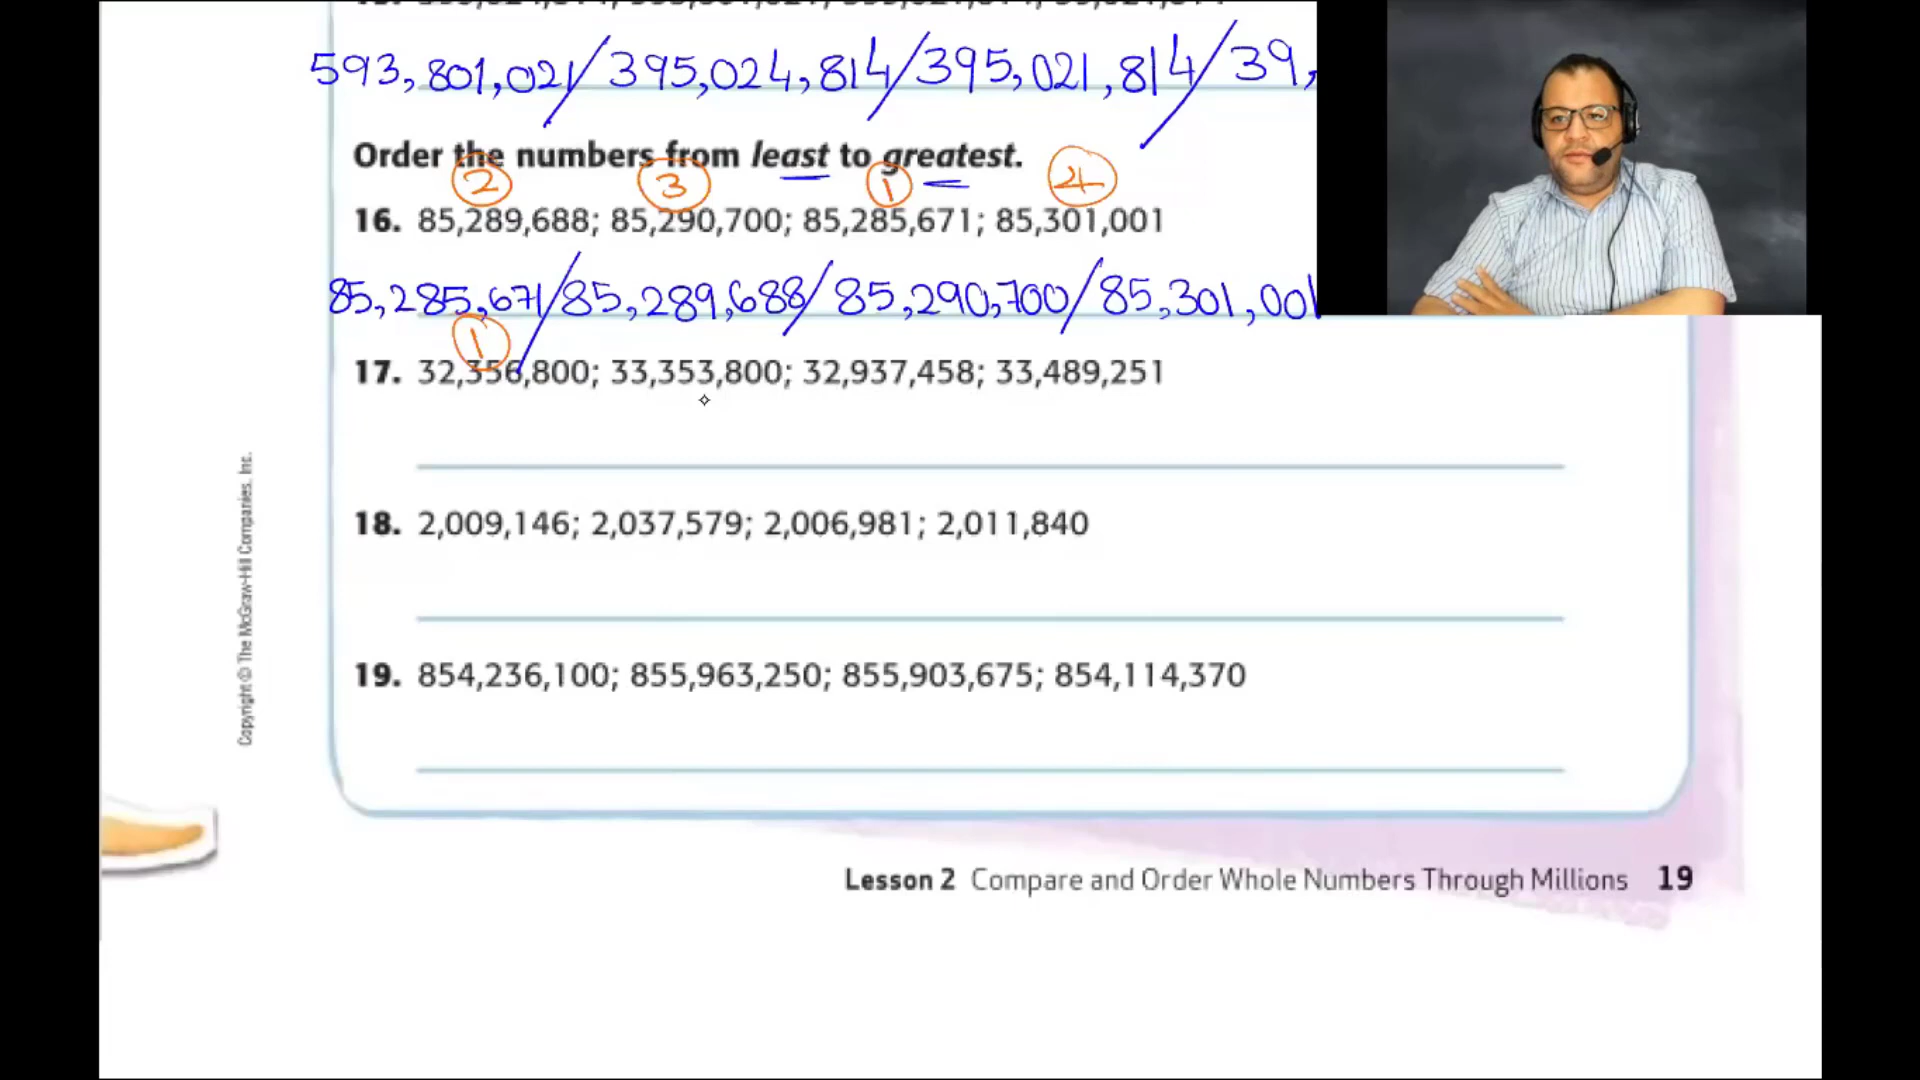 593,801,021/395,024,814/395,021,814/39,
Order the numbers from least to greatest.
2 3 1 4
16. 85,289,688; 85,290,700; 85,285,671; 85,301,001
85,285,671/85,289,688/85,290,700/85,301,001
1
17. 32,356,800; 33,353,800; 32,937,458; 33,489,251
18. 2,009,146; 2,037,579; 2,006,981; 2,011,840
19. 854,236,100; 855,963,250; 855,903,675; 854,114,370
Copyright © The McGraw-Hill Companies, Inc.
Lesson 2 Compare and Order Whole Numbers Through Millions 19